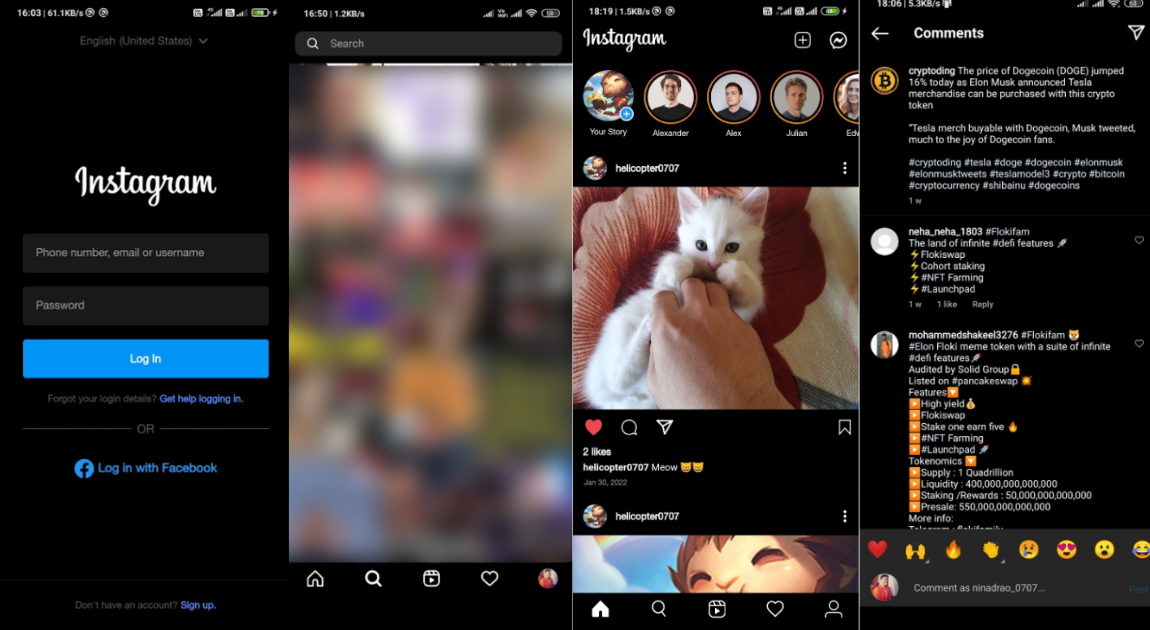 16:03 | 61.1KB/s
English (United States)
Instagram
Phone number, email or username
Password
Log In
Forgot your login details? Get help logging in.
OR
Log in with Facebook
Don't have an account? Sign up.
16:50 | 1.2KB/s
Search
18:19 | 1.5KB/s
Instagram
Your Story
Alexander
Alex
Julian
Edv
helicopter0707
2 likes
helicopter0707 Meow 😺😺
Jan 30, 2022
helicopter0707
18:06 | 5.3KB/s
Comments
cryptoding The price of Dogecoin (DOGE) jumped
16% today as Elon Musk announced Tesla
merchandise can be purchased with this crypto
token
"Tesla merch buyable with Dogecoin, Musk tweeted,
much to the joy of Dogecoin fans.
#cryptoding #tesla #doge #dogecoin #elonmusk
#elonmusktweets #teslamodel3 #crypto #bitcoin
#cryptocurrency #shibainu #dogecoins
1 w
neha_neha_1803 #Flokifam
The land of infinite #defi features 🚀
⚡Flokiswap
⚡Cohort staking
⚡#NFT Farming
⚡#Launchpad
1 w 1 like Reply
mohammedshakeel3276 #Flokifam 😺
#Elon Floki meme token with a suite of infinite
#defi features🚀
Audited by Solid Group🔒
Listed on #pancakeswap 💥
Features🔽
▶️High yield💰
▶️Flokiswap
▶️Stake one earn five 🔥
▶️#NFT Farming
▶️#Launchpad 🚀
Tokenomics 🔽
▶️Supply : 1 Quadrillion
▶️Liquidity : 400,000,000,000,000
▶️Staking /Rewards : 50,000,000,000,000
▶️Presale: 550,000,000,000,000
More info:
Telegram : flokifamily
Comment as ninadrao_0707...
Post